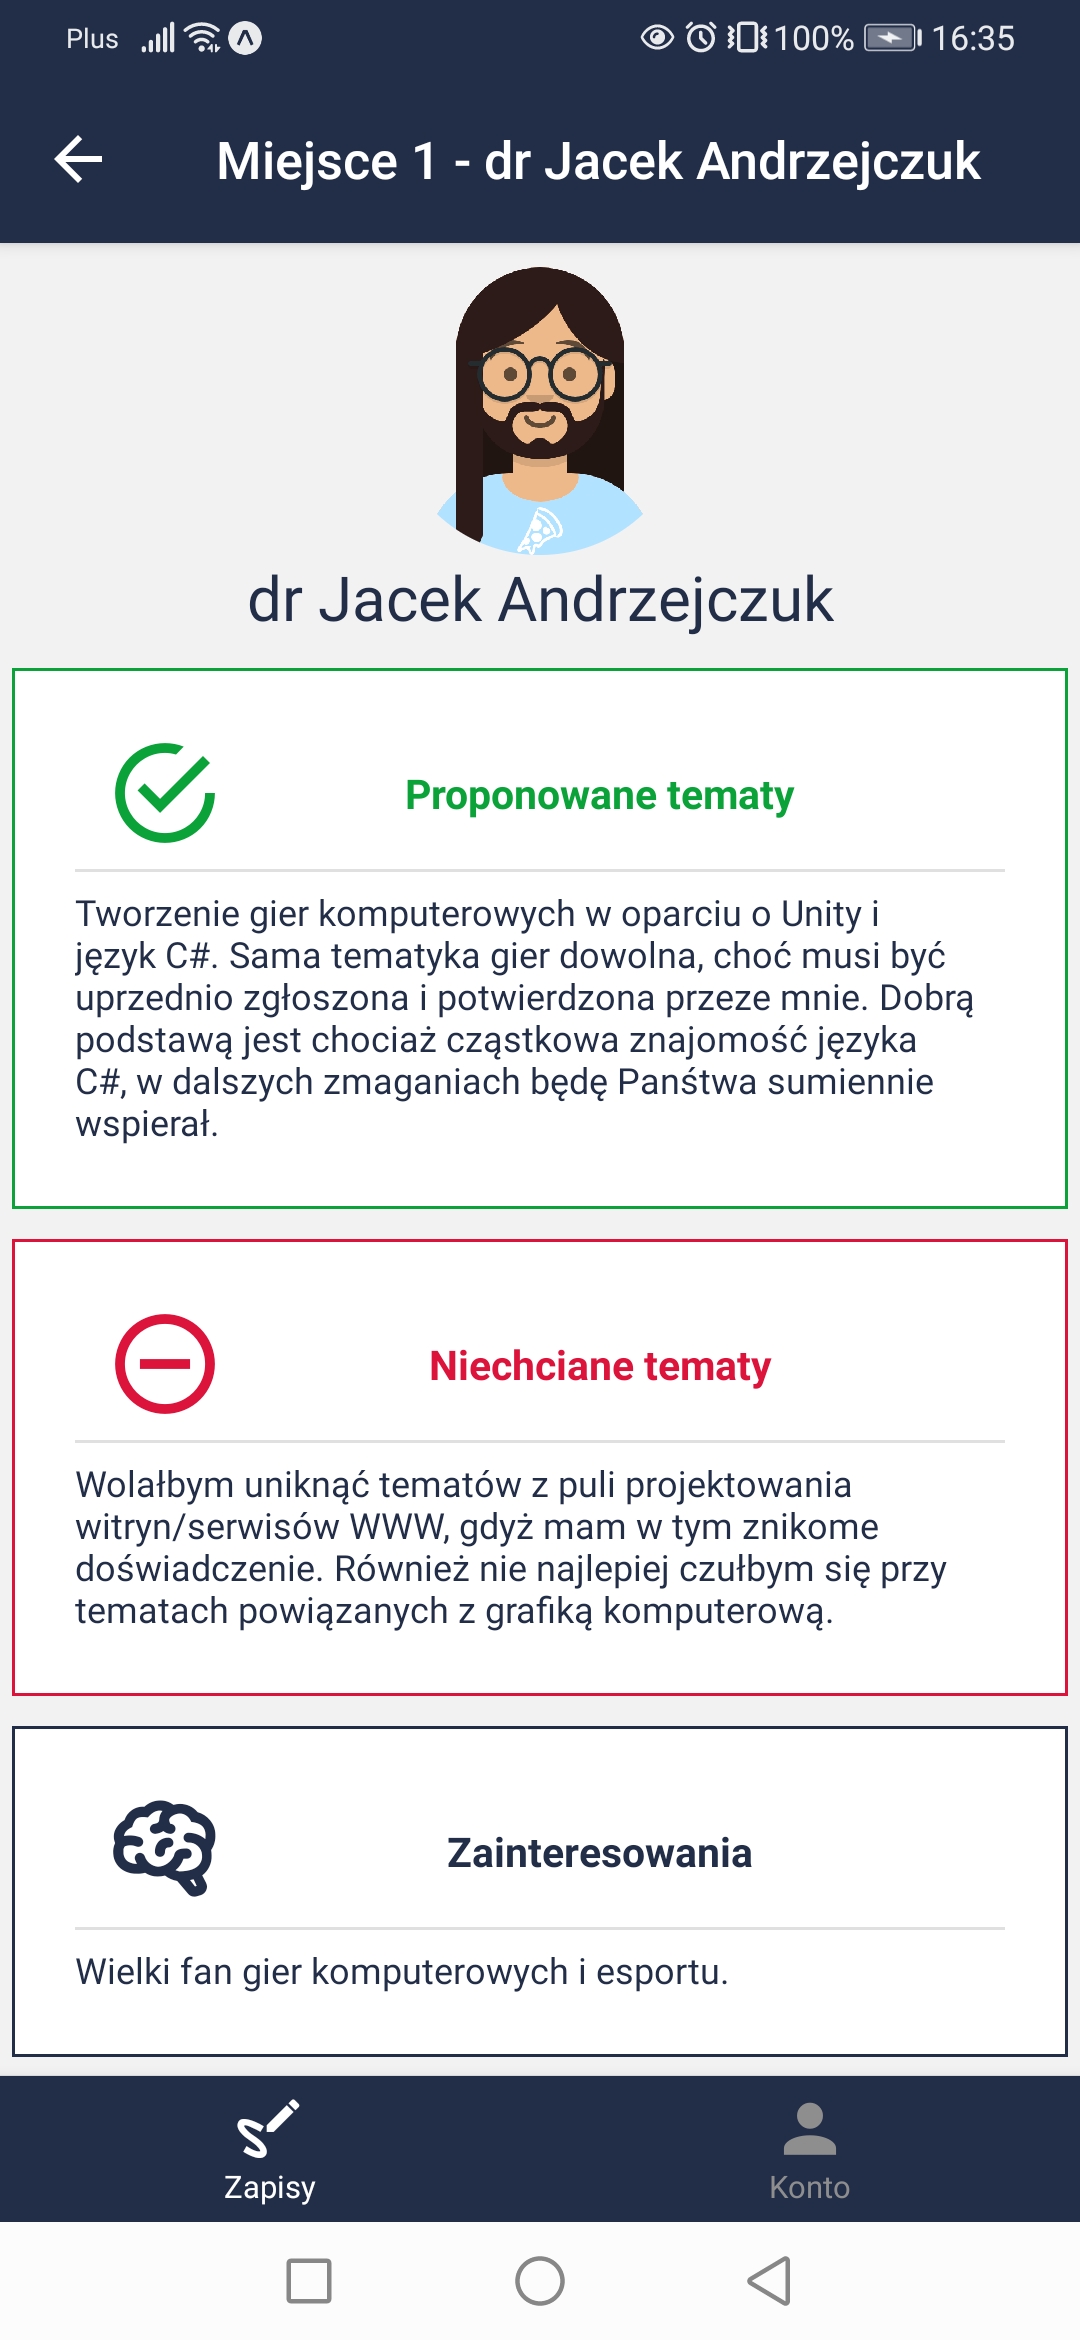 Plus 100% 16:35
Miejsce 1 - dr Jacek Andrzejczuk
dr Jacek Andrzejczuk
Proponowane tematy
Tworzenie gier komputerowych w oparciu o Unity i
język C#. Sama tematyka gier dowolna, choć musi być
uprzednio zgłoszona i potwierdzona przeze mnie. Dobrą
podstawą jest chociaż cząstkowa znajomość języka
C#, w dalszych zmaganiach będę Panśtwa sumiennie
wspierał.
Niechciane tematy
Wolałbym uniknąć tematów z puli projektowania
witryn/serwisów WWW, gdyż mam w tym znikome
doświadczenie. Również nie najlepiej czułbym się przy
tematach powiązanych z grafiką komputerową.
Zainteresowania
Wielki fan gier komputerowych i esportu.
Zapisy
Konto